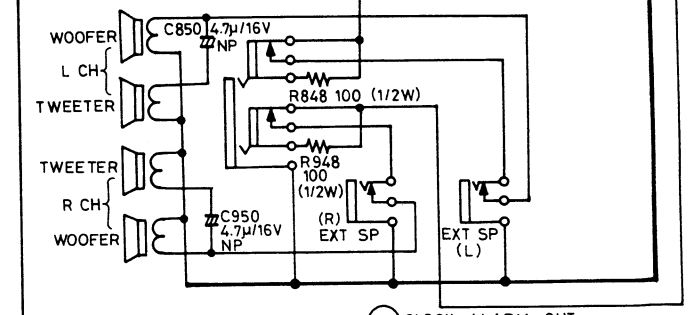 WOOFER
C850
4.7μ/16V
NP
L CH
TWEETER
R848 100 (1/2W)
TWEETER
R948
100
(1/2W)
R CH
C950
4.7μ/16V
NP
WOOFER
(R)
EXT SP
EXT SP
(L)